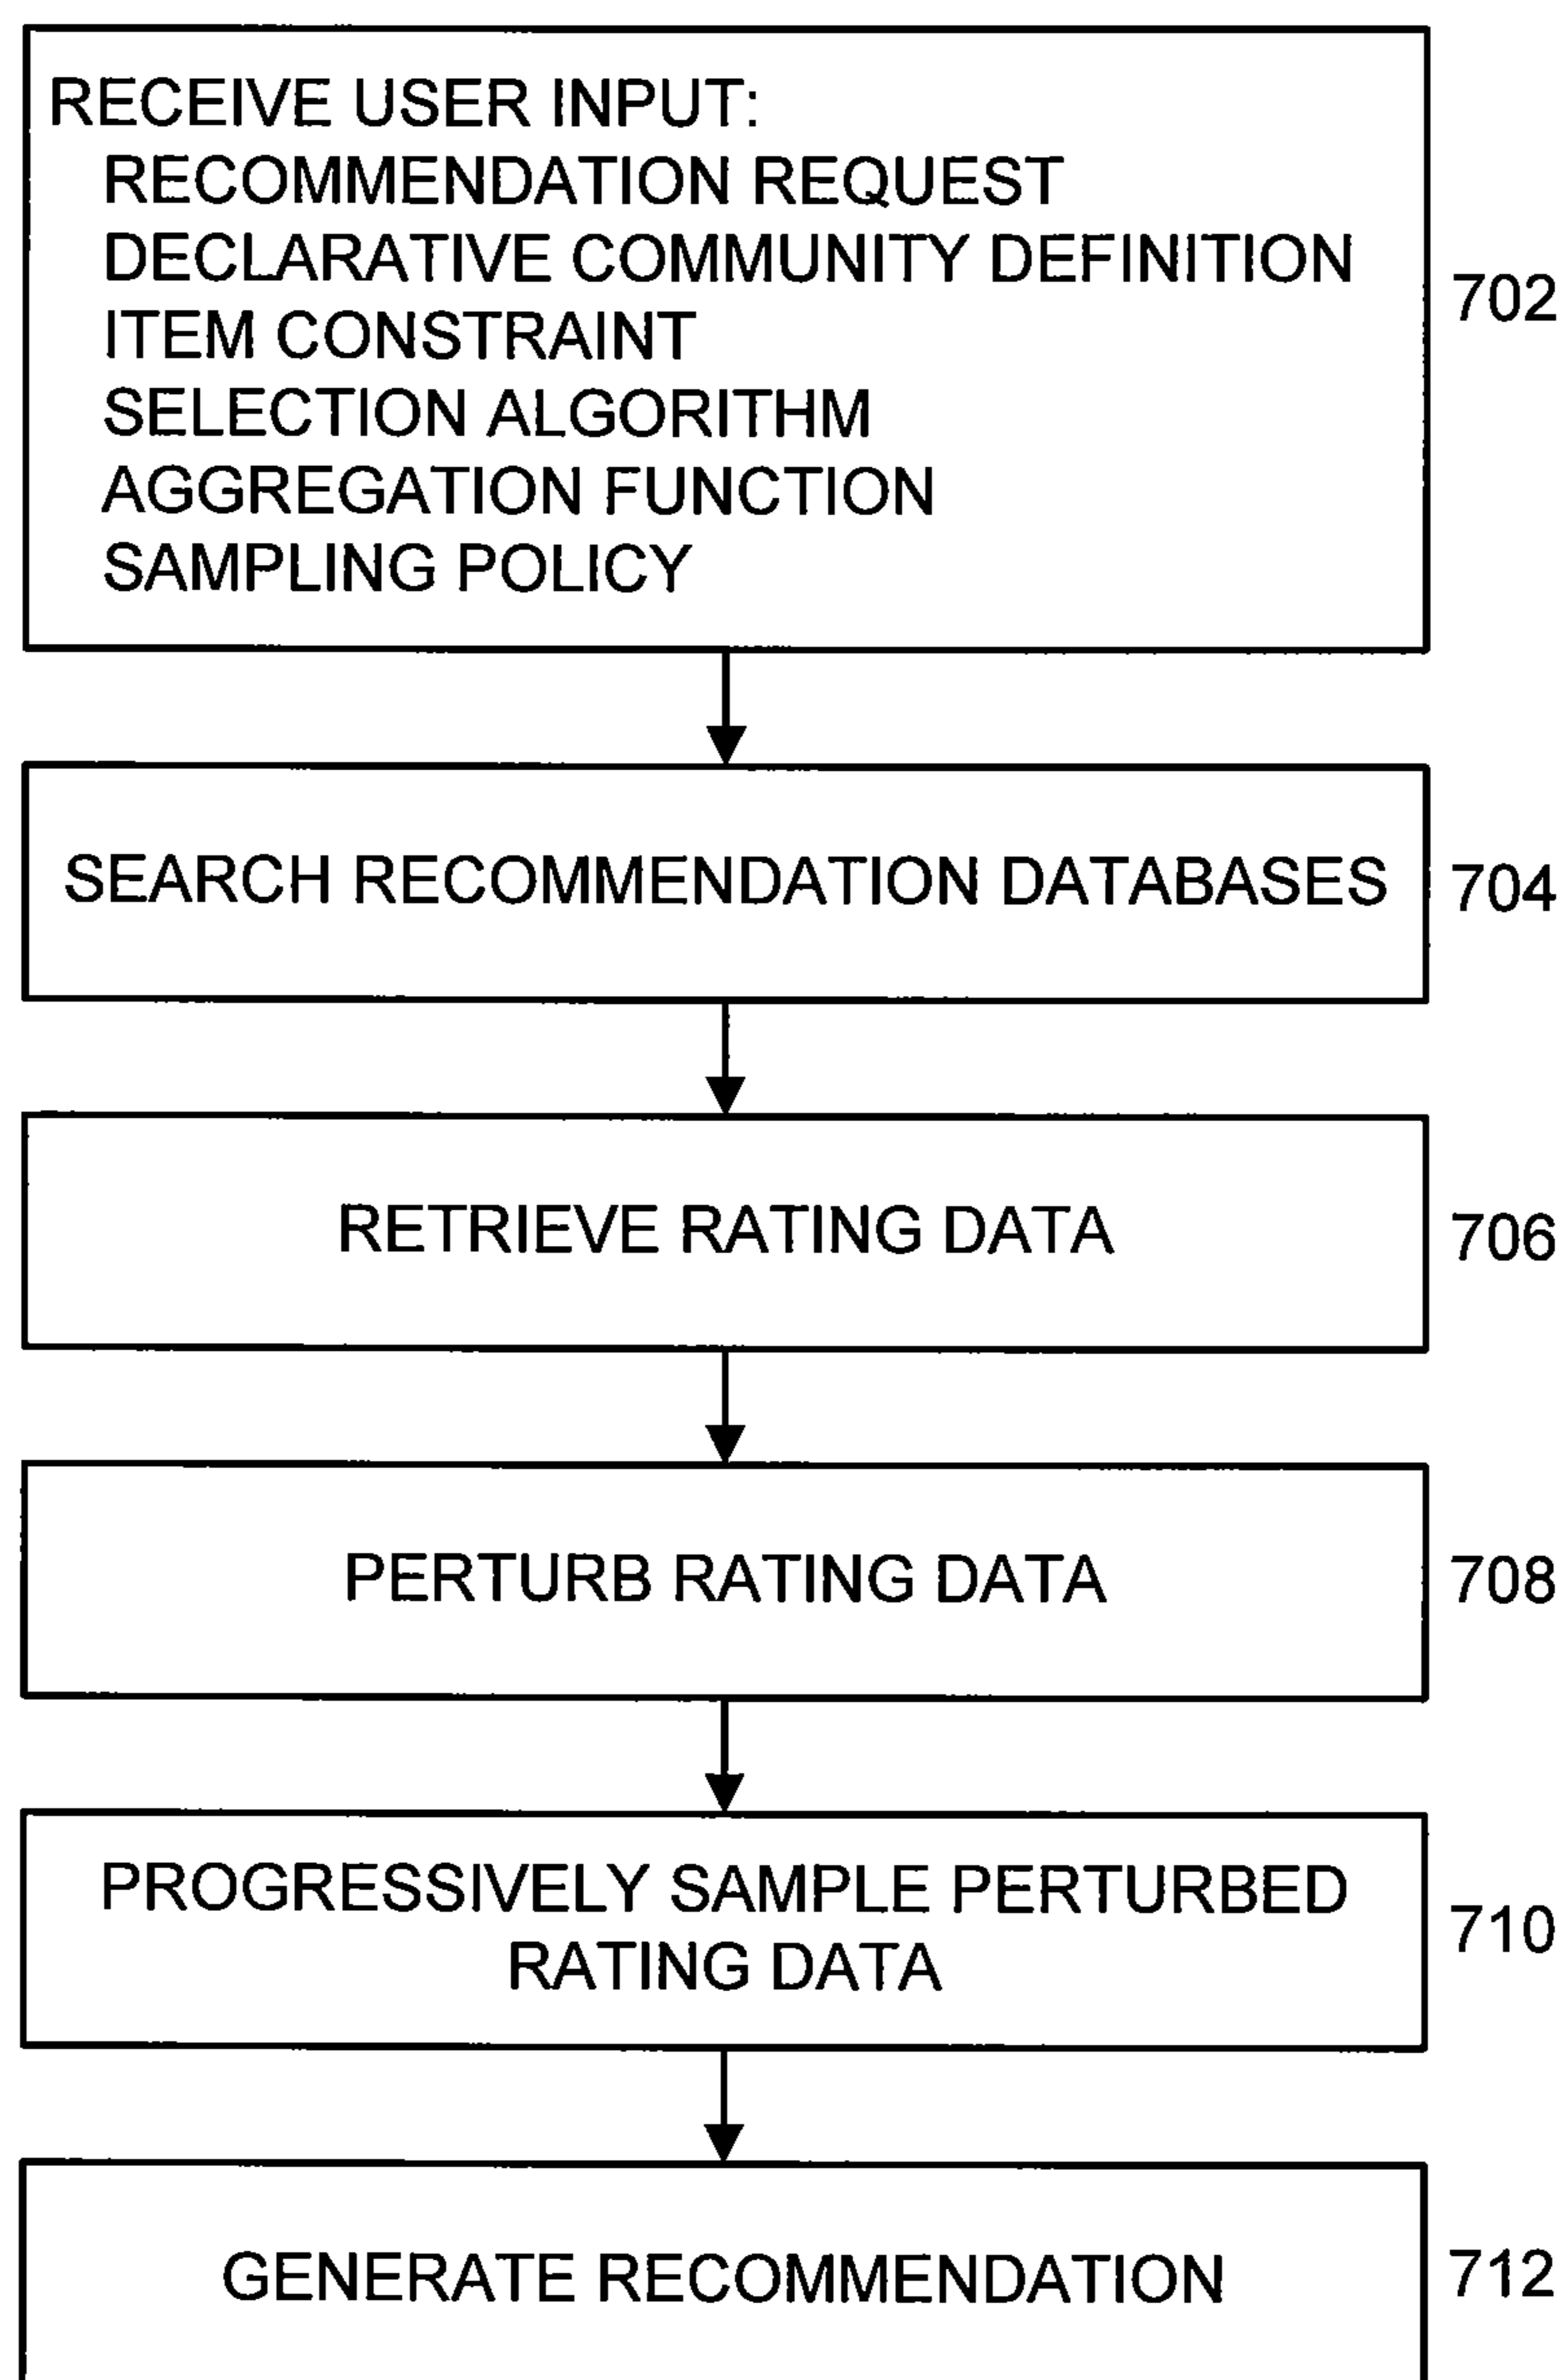 RECEIVE USER INPUT:
RECOMMENDATION REQUEST
DECLARATIVE COMMUNITY DEFINITION
ITEM CONSTRAINT
SELECTION ALGORITHM
AGGREGATION FUNCTION
SAMPLING POLICY
702
SEARCH RECOMMENDATION DATABASES
704
RETRIEVE RATING DATA
706
PERTURB RATING DATA
708
PROGRESSIVELY SAMPLE PERTURBED
RATING DATA
710
GENERATE RECOMMENDATION
712